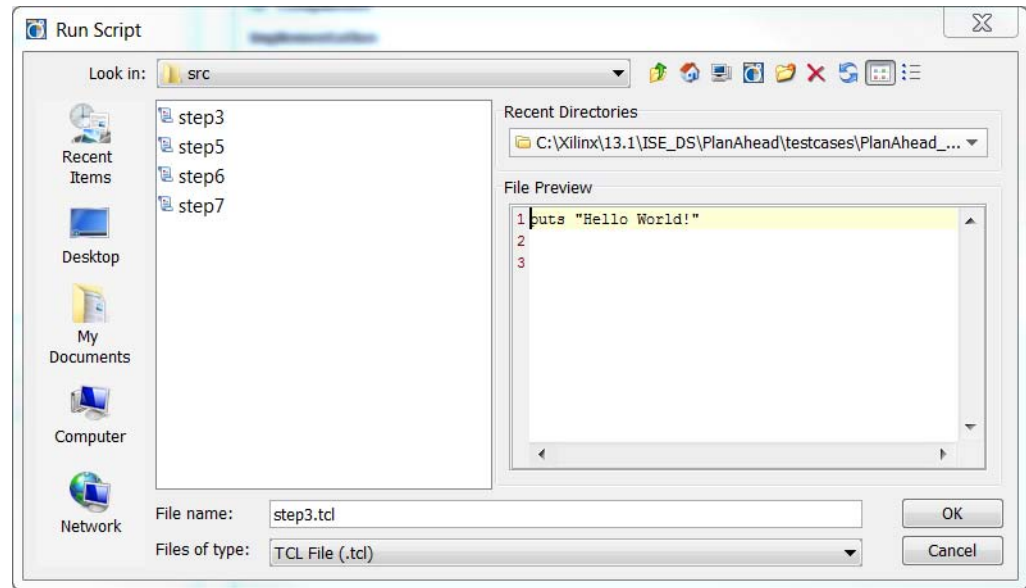 Run Script
Look in:
src
Recent Items
Desktop
My Documents
Computer
Network
step3
step5
step6
step7
Recent Directories
C:\Xilinx\13.1\ISE_DS\PlanAhead\testcases\PlanAhead_...
File Preview
1 puts "Hello World!"
2
3
File name:
step3.tcl
OK
Files of type:
TCL File (.tcl)
Cancel